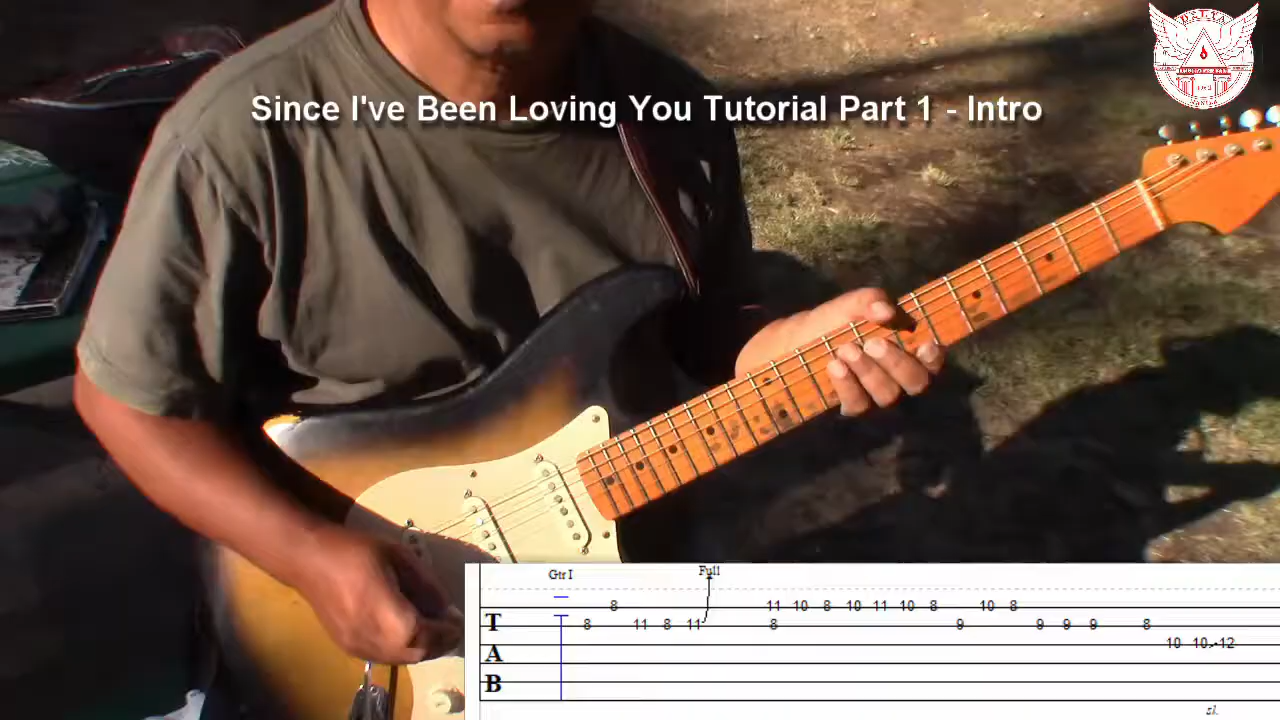 DELTA
Since I've Been Loving You Tutorial Part 1 - Intro
Gtr I
Full
8 11 10 8 10 11 10 8 10 8
T 8 11 8 11 8 9 9 9 9 8
A 10 10 12
B
sl.